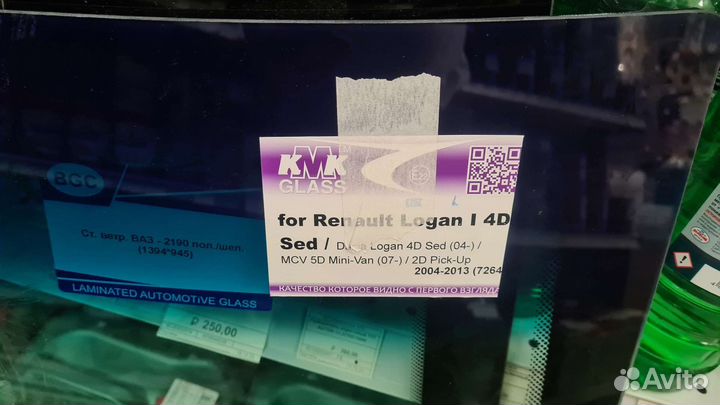 KMK
GLASS
for Renault Logan I 4D
Sed / Dacia Logan 4D Sed (04-) /
MCV 5D Mini-Van (07-) / 2D Pick-Up
2004-2013 (7264
КАЧЕСТВО КОТОРОЕ ВИДНО С ПЕРВОГО ВЗГЛЯДА
BGC
Ст. ветр. ВАЗ - 2190 пол./шел.
(1394*945)
LAMINATED AUTOMOTIVE GLASS
₽ 250,00
Avito